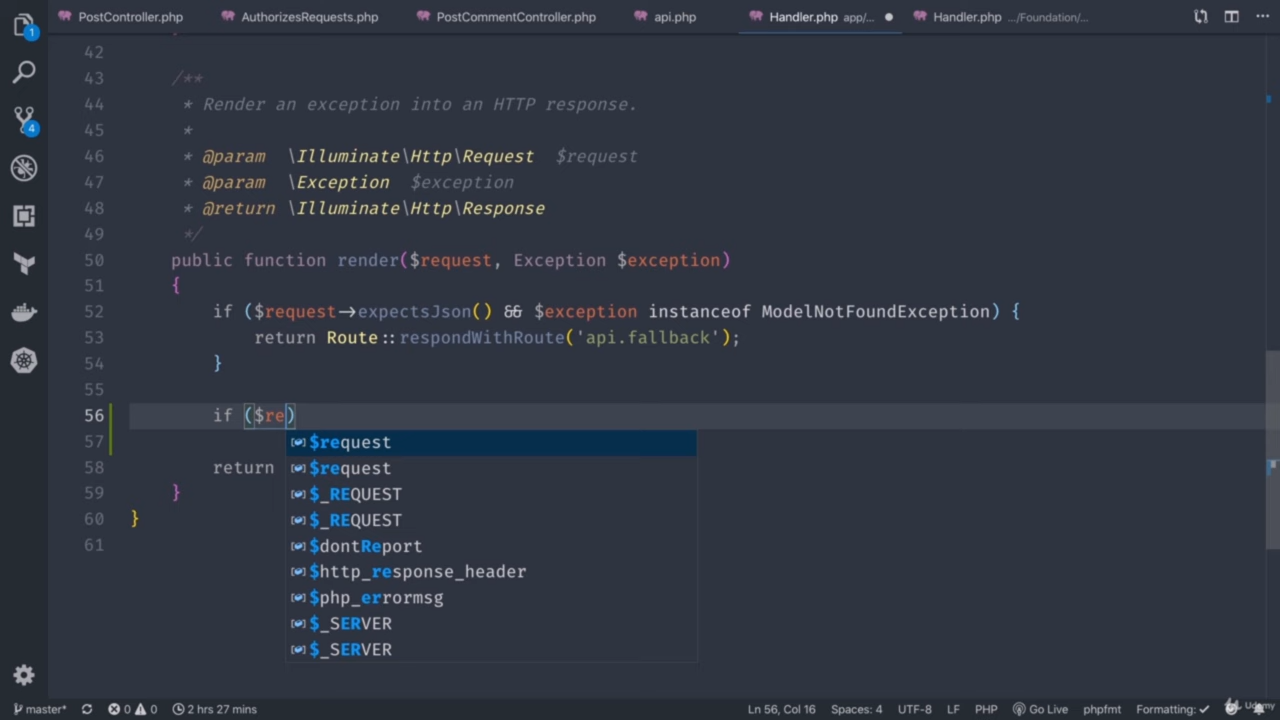 PostController.php AuthorizesRequests.php PostCommentController.php api.php Handler.php app/... Handler.php .../Foundation/...
1
42
43 /**
44 * Render an exception into an HTTP response.
45 *
46 * @param \Illuminate\Http\Request $request
47 * @param \Exception $exception
48 * @return \Illuminate\Http\Response
49 */
50 public function render($request, Exception $exception)
51 {
52 if ($request->expectsJson() && $exception instanceof ModelNotFoundException) {
53 return Route::respondWithRoute('api.fallback');
54 }
55
56 if ($re)
57 $request
58 return $request
59 } $_REQUEST
60 } $_REQUEST
61 $dontReport
$http_response_header
$php_errormsg
$_SERVER
$_SERVER
4
master* 0 0 2 hrs 27 mins Ln 56, Col 16 Spaces: 4 UTF-8 LF PHP Go Live phpfmt Formatting: ✓
Udemy